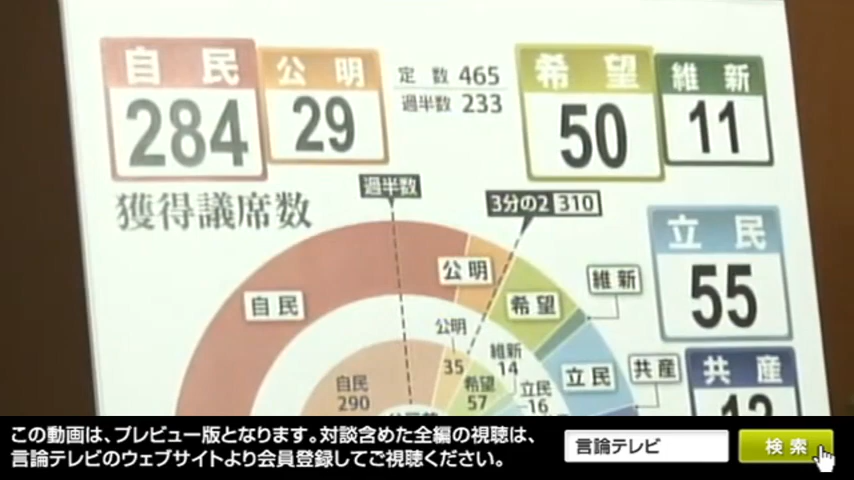 自民
284
公明
29
定数 465
過半数 233
希望
50
維新
11
獲得議席数
過半数
3分の2 310
立民
55
自民
公明
希望
維新
立民
共産
共産
自民
290
公明
35
希望
57
維新
14
立民
16
この動画は、プレビュー版となります。対談含めた全編の視聴は、
言論テレビのウェブサイトより会員登録してご視聴ください。
言論テレビ
検索